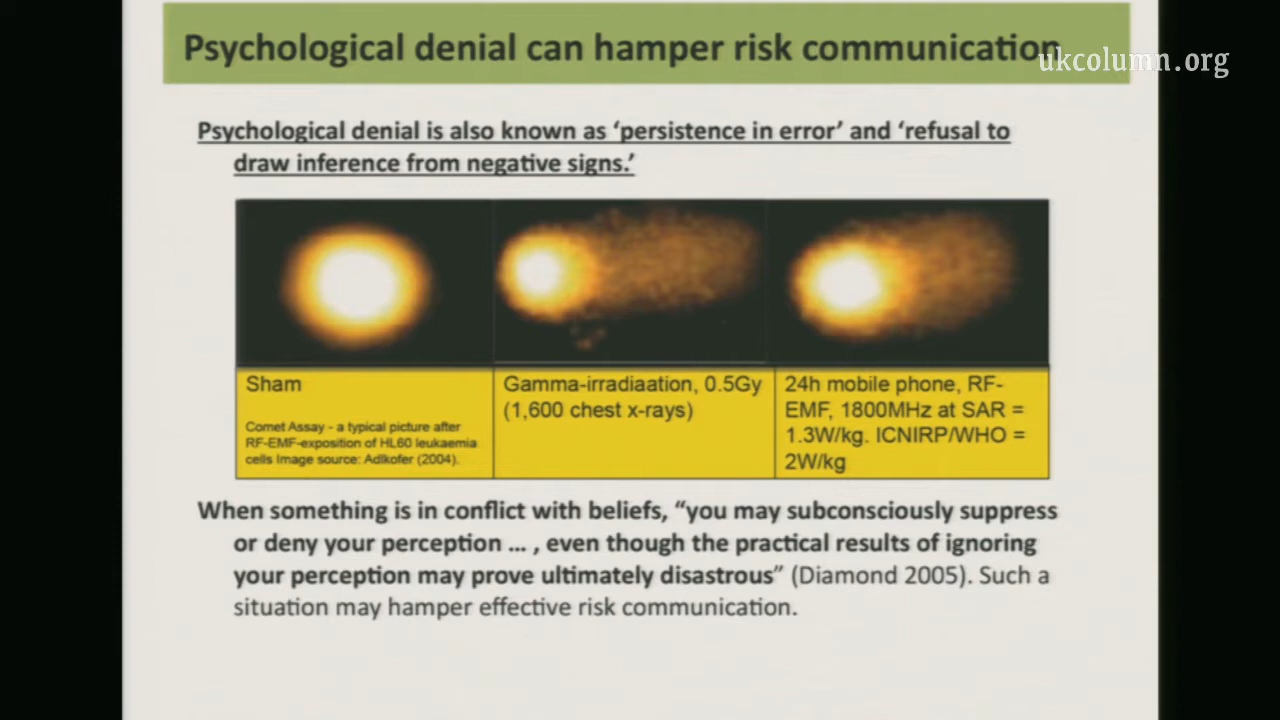 Psychological denial can hamper risk communication
ukcolumn.org
Psychological denial is also known as ‘persistence in error’ and ‘refusal to
draw inference from negative signs.’
Sham
Comet Assay - a typical picture after
RF-EMF-exposition of HL60 leukaemia
cells Image source: Adlkofer (2004).
Gamma-irradiaation, 0.5Gy
(1,600 chest x-rays)
24h mobile phone, RF-
EMF, 1800MHz at SAR =
1.3W/kg. ICNIRP/WHO =
2W/kg
When something is in conflict with beliefs, “you may subconsciously suppress
or deny your perception ... , even though the practical results of ignoring
your perception may prove ultimately disastrous” (Diamond 2005). Such a
situation may hamper effective risk communication.